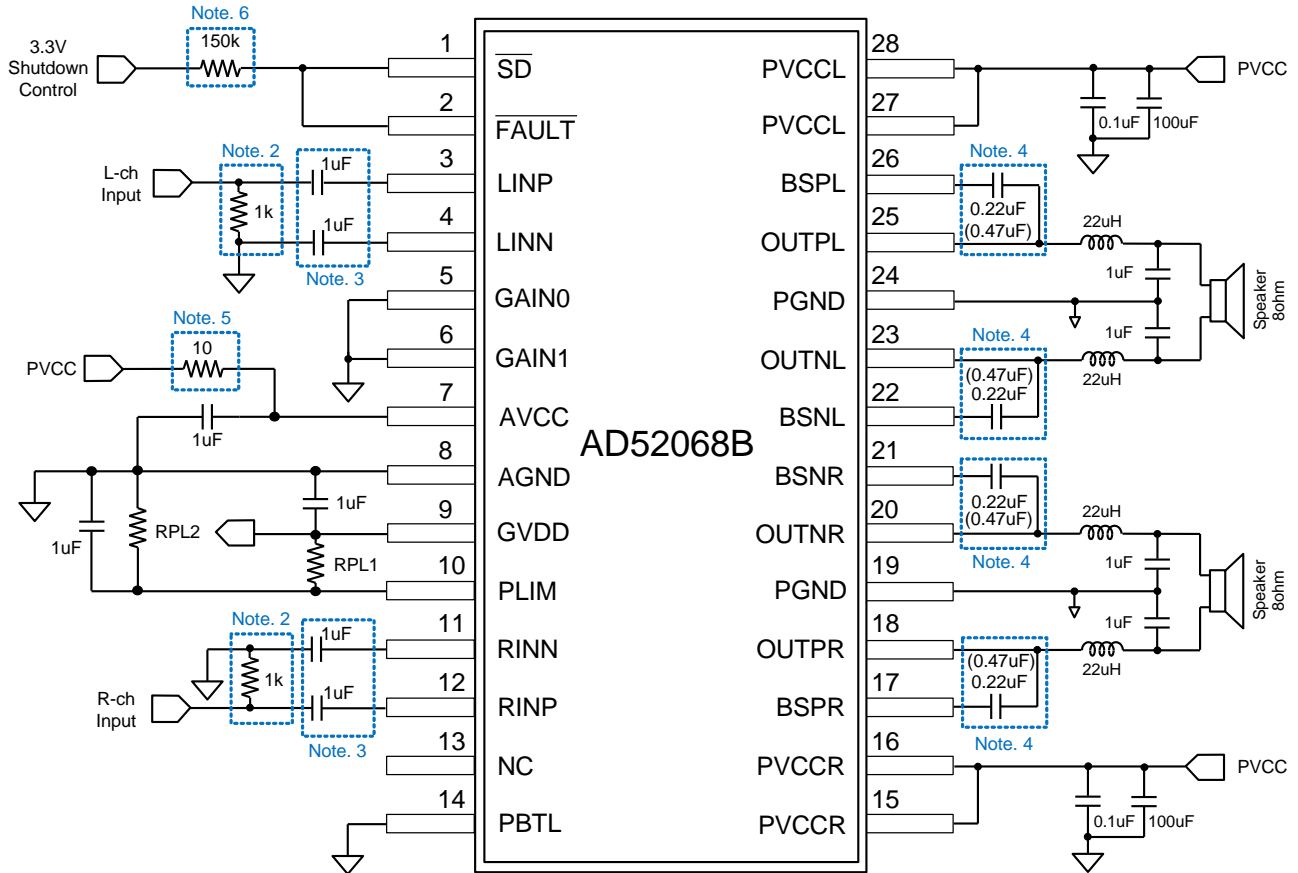 Note. 6
150k
3.3V
Shutdown
Control
Note. 2
L-ch
Input
1k
1uF
1uF
Note. 3
Note. 5
10
PVCC
1uF
1uF
RPL2
1uF
RPL1
Note. 2
1uF
1k
1uF
R-ch
Input
Note. 3
1
SD
2
FAULT
3
LINP
4
LINN
5
GAIN0
6
GAIN1
7
AVCC
8
AGND
9
GVDD
10
PLIM
11
RINN
12
RINP
13
NC
14
PBTL
AD52068B
28
PVCCL
27
PVCCL
26
BSPL
25
OUTPL
24
PGND
23
OUTNL
22
BSNL
21
BSNR
20
OUTNR
19
PGND
18
OUTPR
17
BSPR
16
PVCCR
15
PVCCR
PVCC
0.1uF
100uF
Note. 4
0.22uF
(0.47uF)
22uH
1uF
Speaker
8ohm
1uF
Note. 4
(0.47uF)
0.22uF
22uH
0.22uF
(0.47uF)
Note. 4
22uH
1uF
Speaker
8ohm
1uF
(0.47uF)
0.22uF
Note. 4
22uH
PVCC
0.1uF
100uF